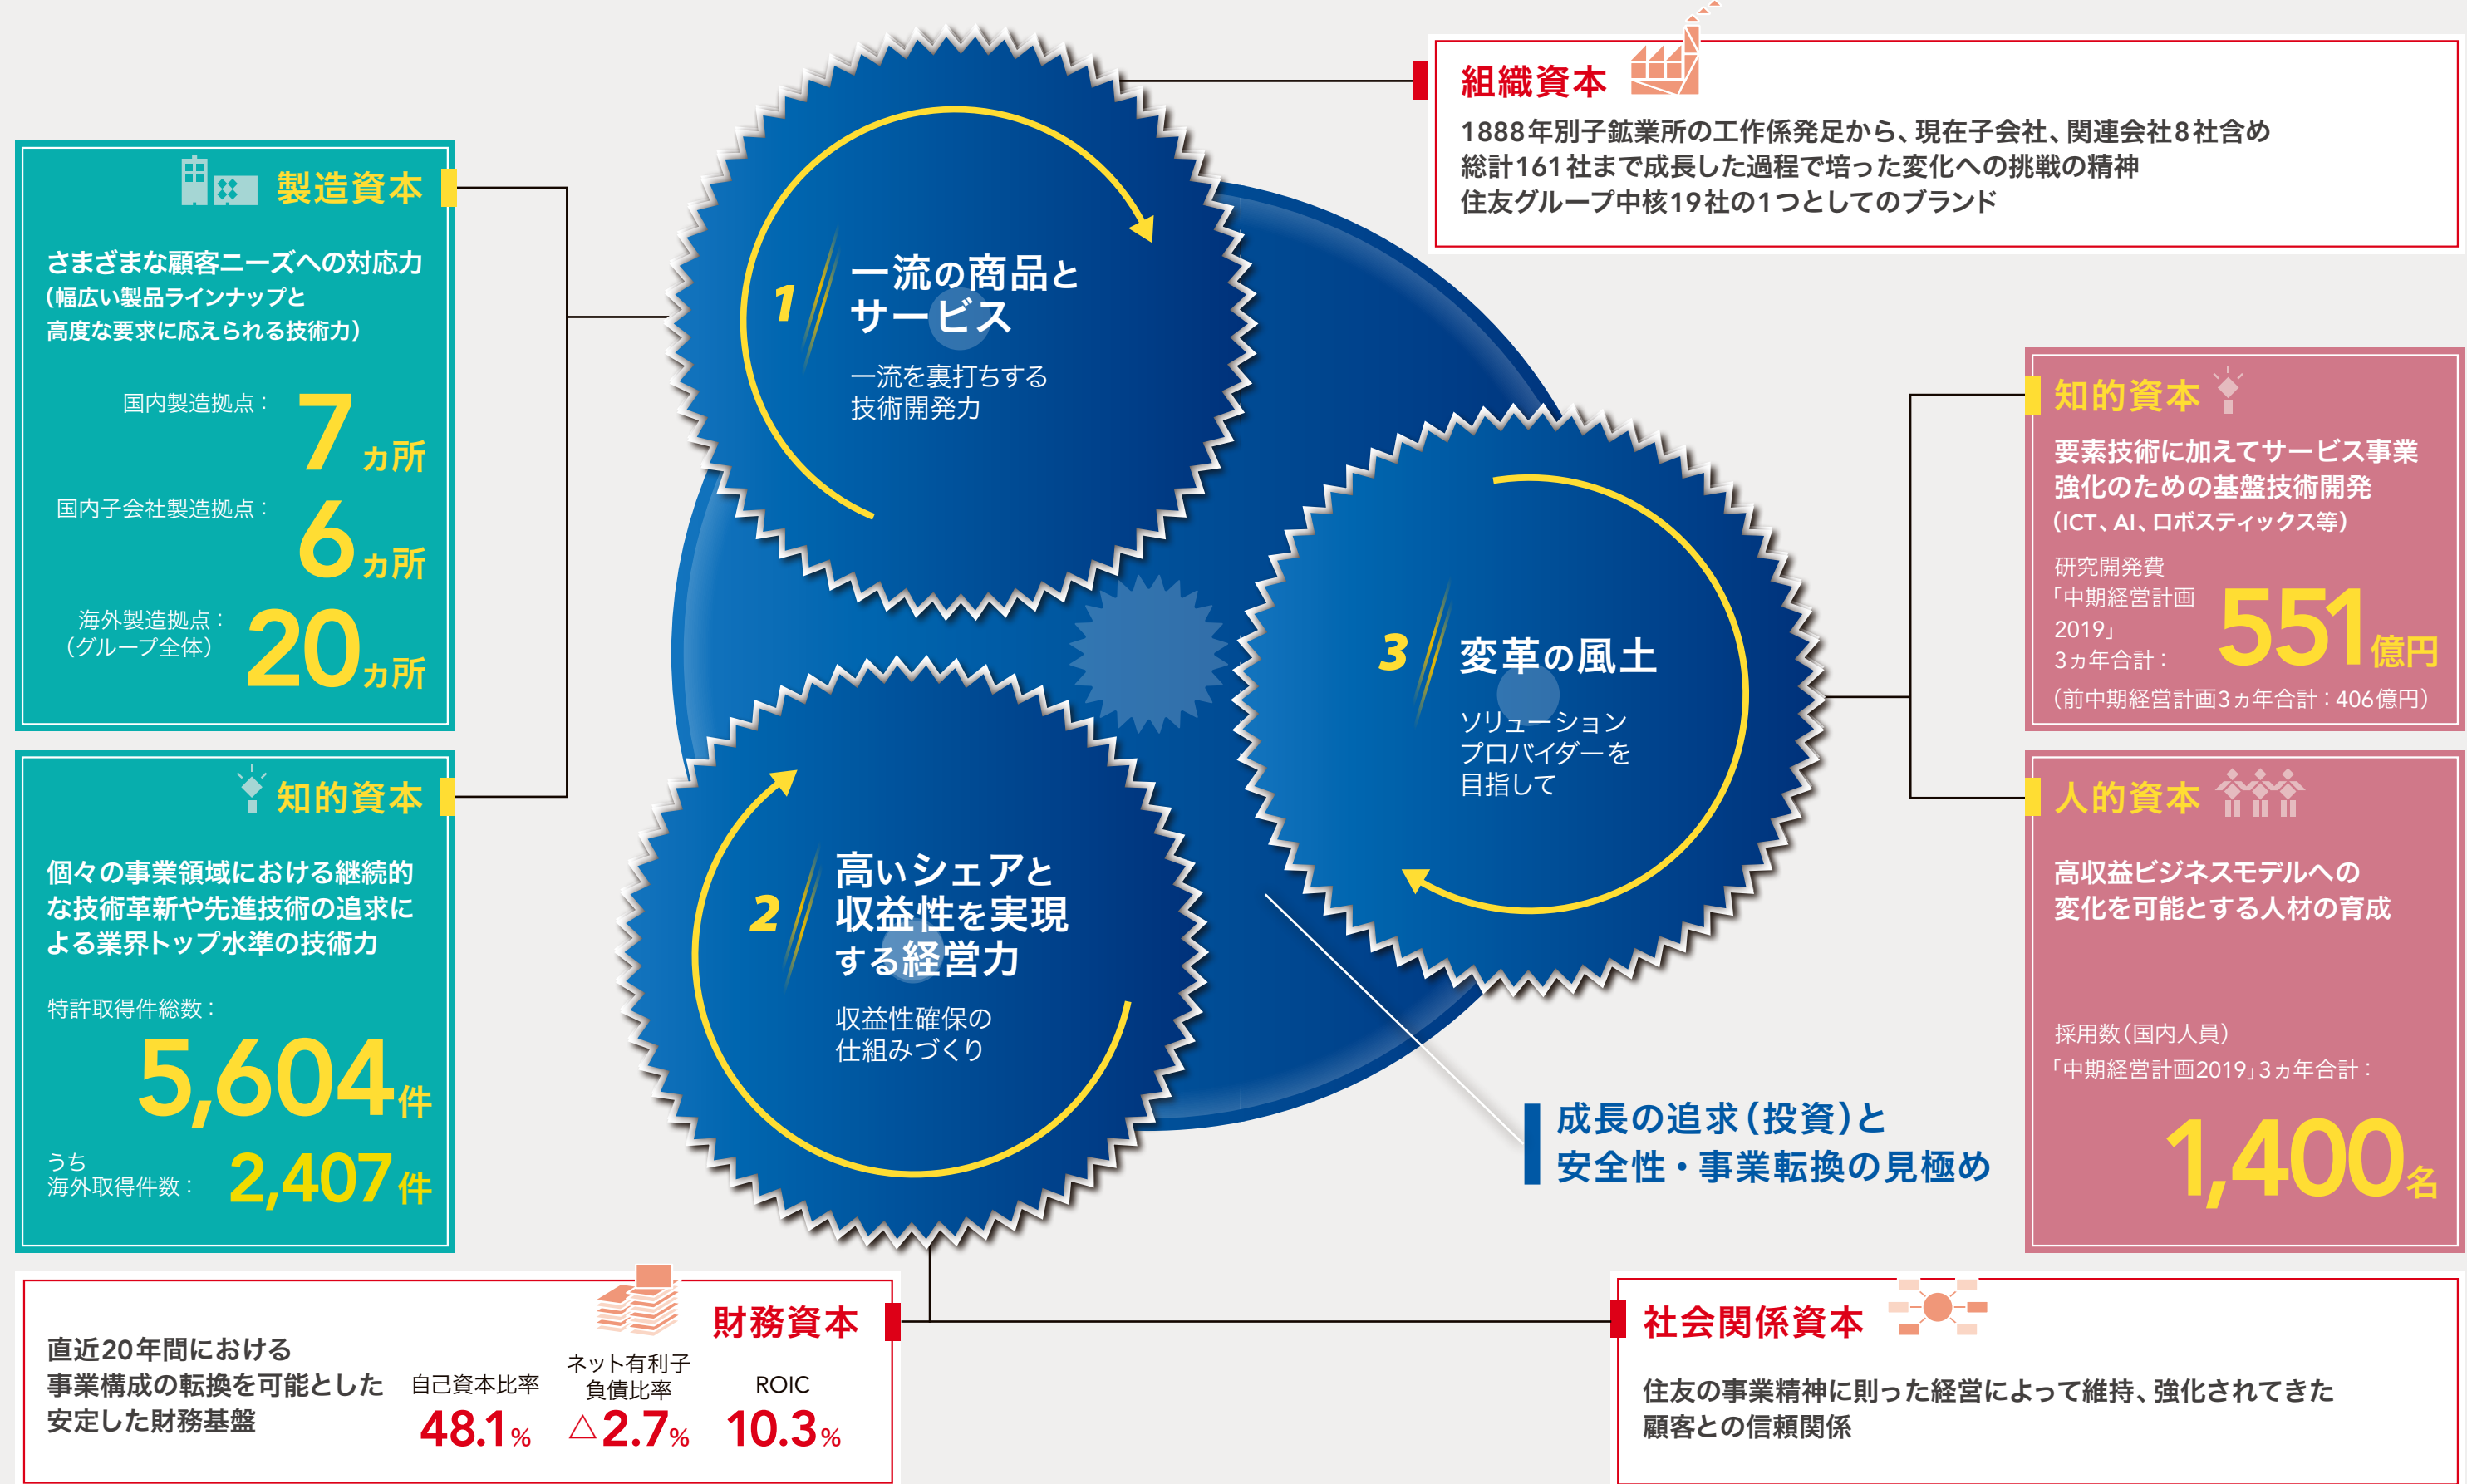 組織資本
1888年別子鉱業所の工作係発足から、現在子会社、関連会社8社含め
総計161社まで成長した過程で培った変化への挑戦の精神
住友グループ中核19社の1つとしてのブランド
製造資本
さまざまな顧客ニーズへの対応力
（幅広い製品ラインナップと
高度な要求に応えられる技術力）
国内製造拠点：
7ヵ所
国内子会社製造拠点：
6ヵ所
海外製造拠点：
（グループ全体）
20ヵ所
知的資本
個々の事業領域における継続的
な技術革新や先進技術の追求に
よる業界トップ水準の技術力
特許取得件総数：
5,604件
うち
海外取得件数：
2,407件
1
一流の商品と
サービス
一流を裏打ちする
技術開発力
2
高いシェアと
収益性を実現
する経営力
収益性確保の
仕組みづくり
3
変革の風土
ソリューション
プロバイダーを
目指して
成長の追求（投資）と
安全性・事業転換の見極め
知的資本
要素技術に加えてサービス事業
強化のための基盤技術開発
（ICT、AI、ロボスティックス等）
研究開発費
「中期経営計画
2019」
3ヵ年合計：
551億円
（前中期経営計画3ヵ年合計：406億円）
人的資本
高収益ビジネスモデルへの
変化を可能とする人材の育成
採用数（国内人員）
「中期経営計画2019」3ヵ年合計：
1,400名
財務資本
直近20年間における
事業構成の転換を可能とした
安定した財務基盤
自己資本比率
48.1%
ネット有利子
負債比率
△2.7%
ROIC
10.3%
社会関係資本
住友の事業精神に則った経営によって維持、強化されてきた
顧客との信頼関係